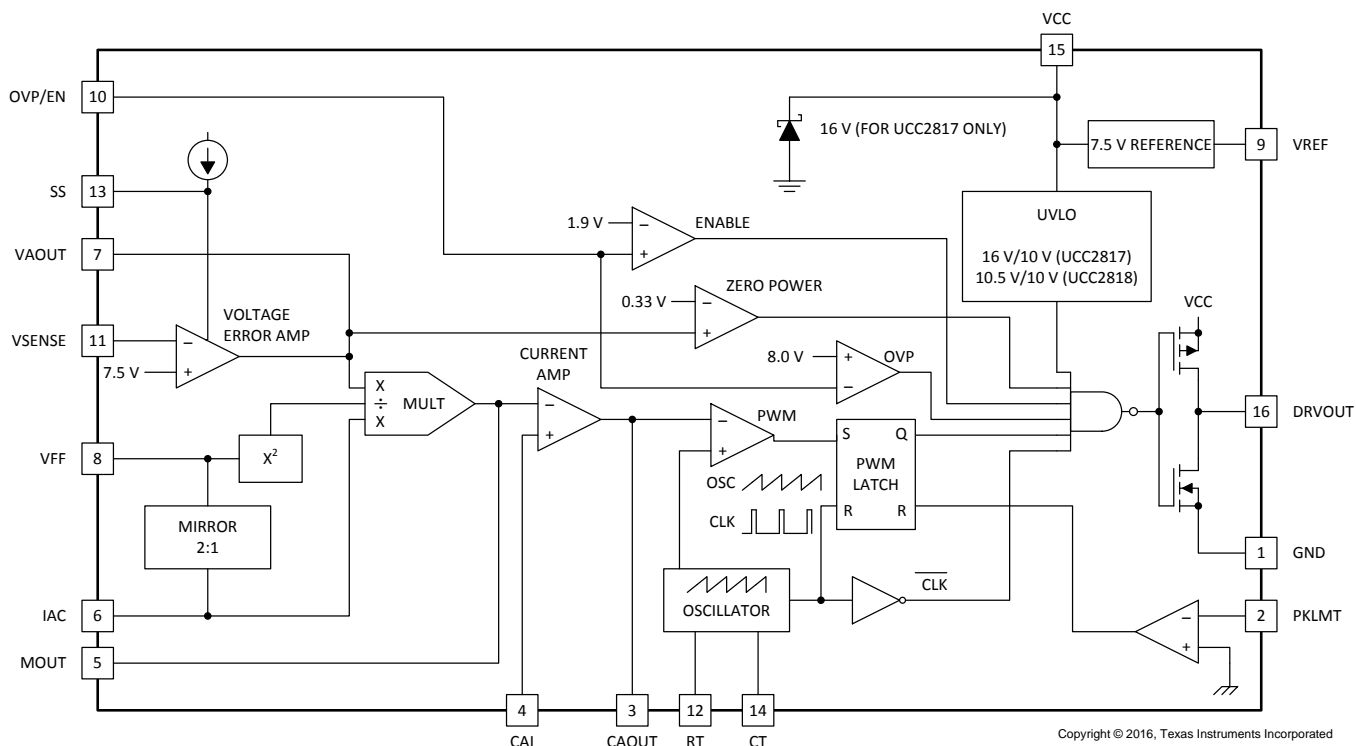 VCC
15
OVP/EN 10
16 V (FOR UCC2817 ONLY)
7.5 V REFERENCE
9 VREF
SS 13
1.9 V
−
+
ENABLE
UVLO
16 V/10 V (UCC2817)
10.5 V/10 V (UCC2818)
VAOUT 7
ZERO POWER
0.33 V
−
+
VCC
VOLTAGE
ERROR AMP
VSENSE 11
−
7.5 V
+
8.0 V
+
−
OVP
CURRENT
AMP
X
÷
X
MULT
−
+
PWM
−
+
16 DRVOUT
VFF 8
X2
S Q
PWM
LATCH
R R
OSC
CLK
MIRROR
2:1
1 GND
OSCILLATOR
CLK
IAC 6
−
+
2 PKLMT
MOUT 5
4
3
12
14
CAI
CAOUT
RT
CT
Copyright © 2016, Texas Instruments Incorporated